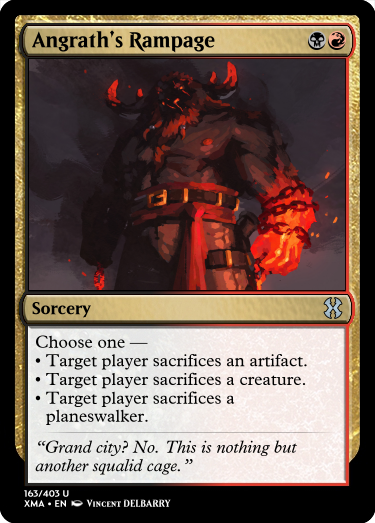 Angrath's Rampage
Sorcery
Choose one —
• Target player sacrifices an artifact.
• Target player sacrifices a creature.
• Target player sacrifices a
planeswalker.
“Grand city? No. This is nothing but
another squalid cage.”
163/403 U
XMA • EN Vincent DELBARRY